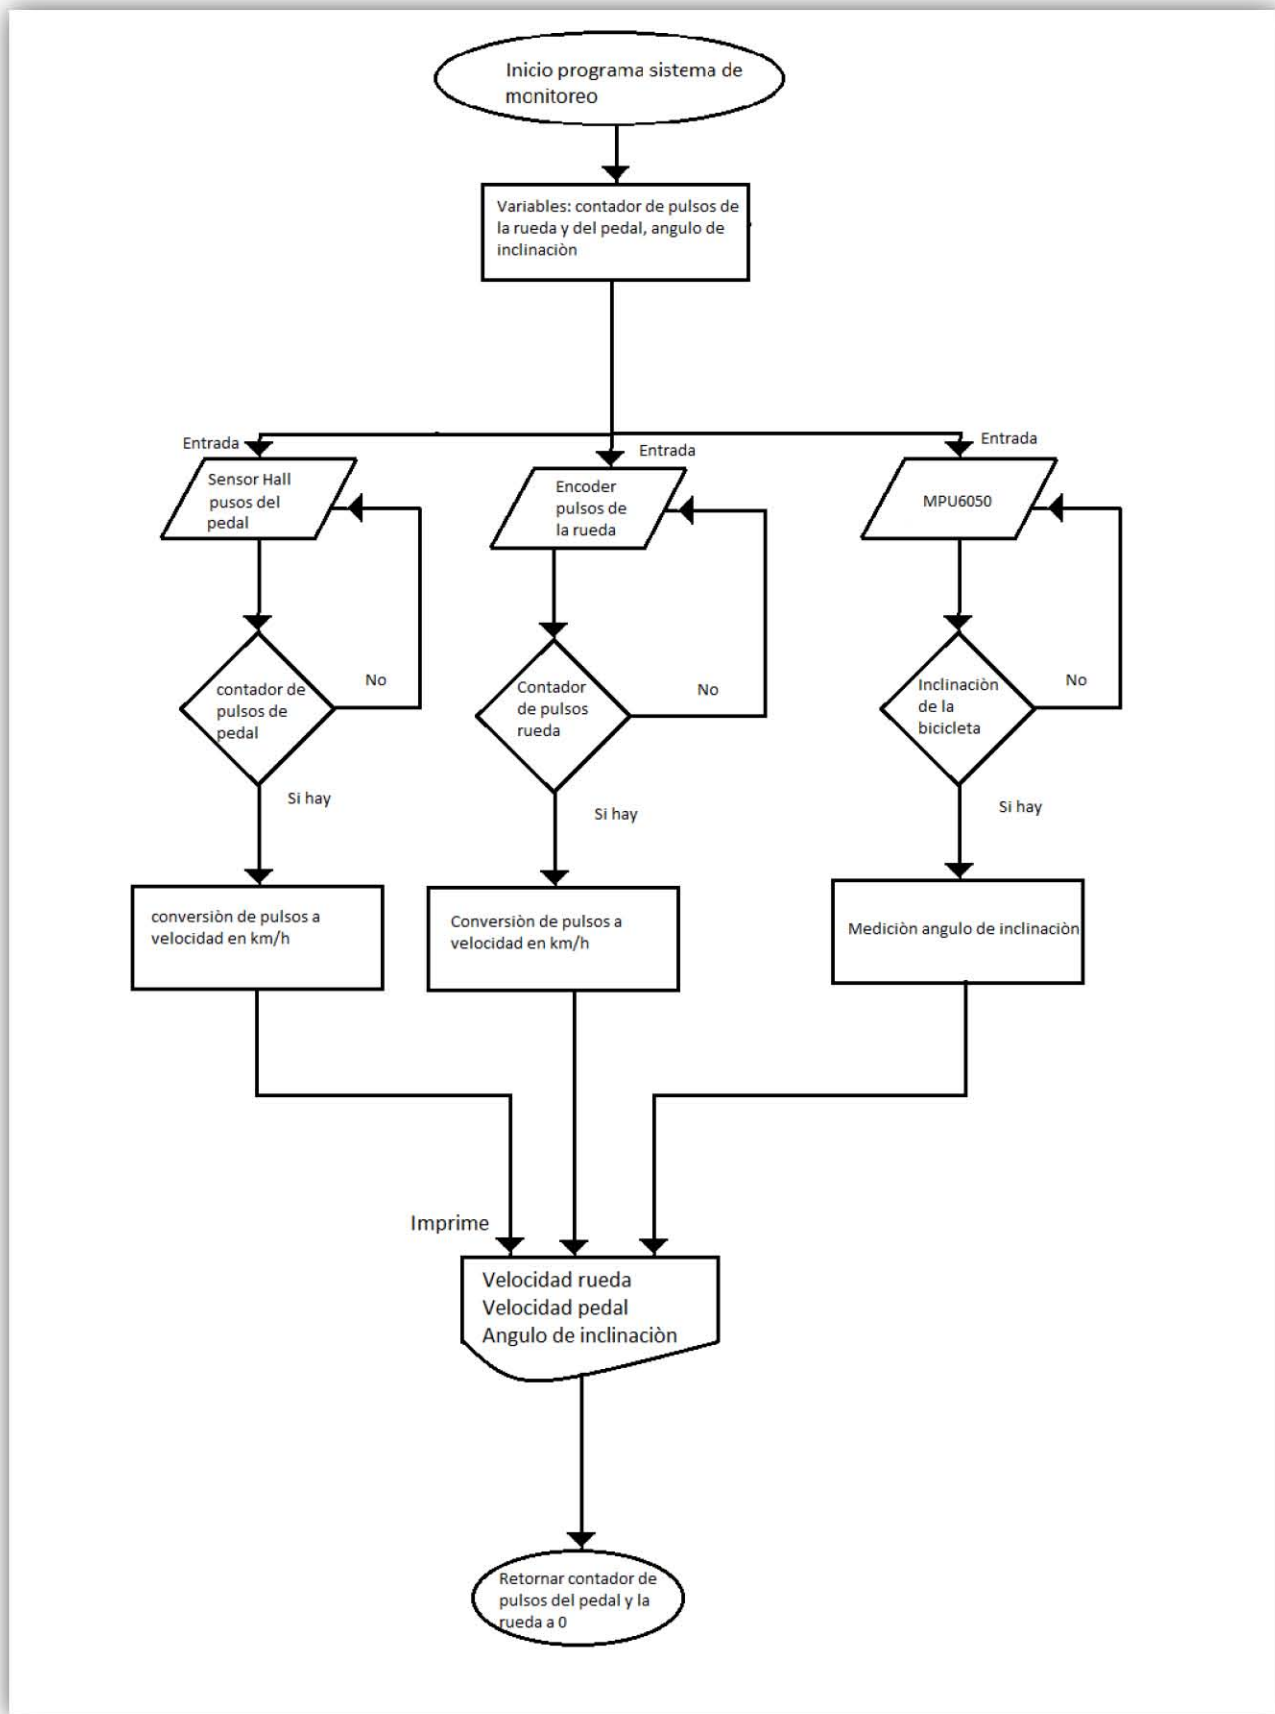 Inicio programa sistema de
monitoreo
Variables: contador de pulsos de
la rueda y del pedal, angulo de
inclinaciòn
Entrada
Sensor Hall
pusos del
pedal
Entrada
Encoder
pulsos de
la rueda
Entrada
MPU6050
contador de
pulsos de
pedal
No
Contador
de pulsos
rueda
No
Inclinaciòn
de la
bicicleta
No
Si hay
Si hay
Si hay
conversiòn de pulsos a
velocidad en km/h
Conversiòn de pulsos a
velocidad en km/h
Mediciòn angulo de inclinaciòn
Imprime
Velocidad rueda
Velocidad pedal
Angulo de inclinaciòn
Retornar contador de
pulsos del pedal y la
rueda a 0